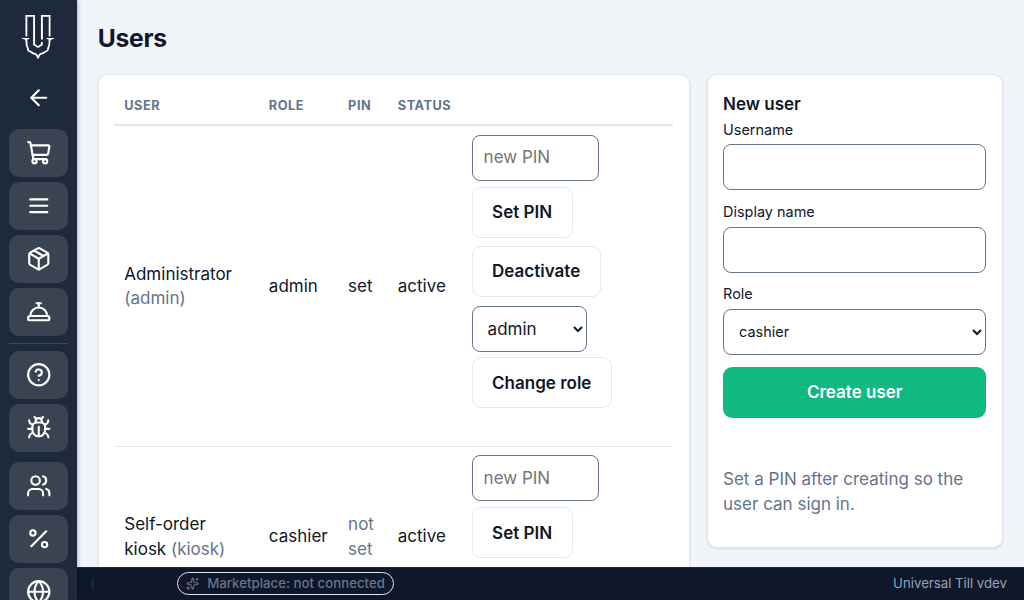 Users
USER ROLE PIN STATUS
new PIN
Set PIN
Deactivate
Administrator
(admin)
admin set active
admin
Change role
new PIN
Set PIN
Self-order
kiosk (kiosk)
cashier
not
set
active
New user
Username
Display name
Role
cashier
Create user
Set a PIN after creating so the
user can sign in.
Marketplace: not connected
Universal Till vdev